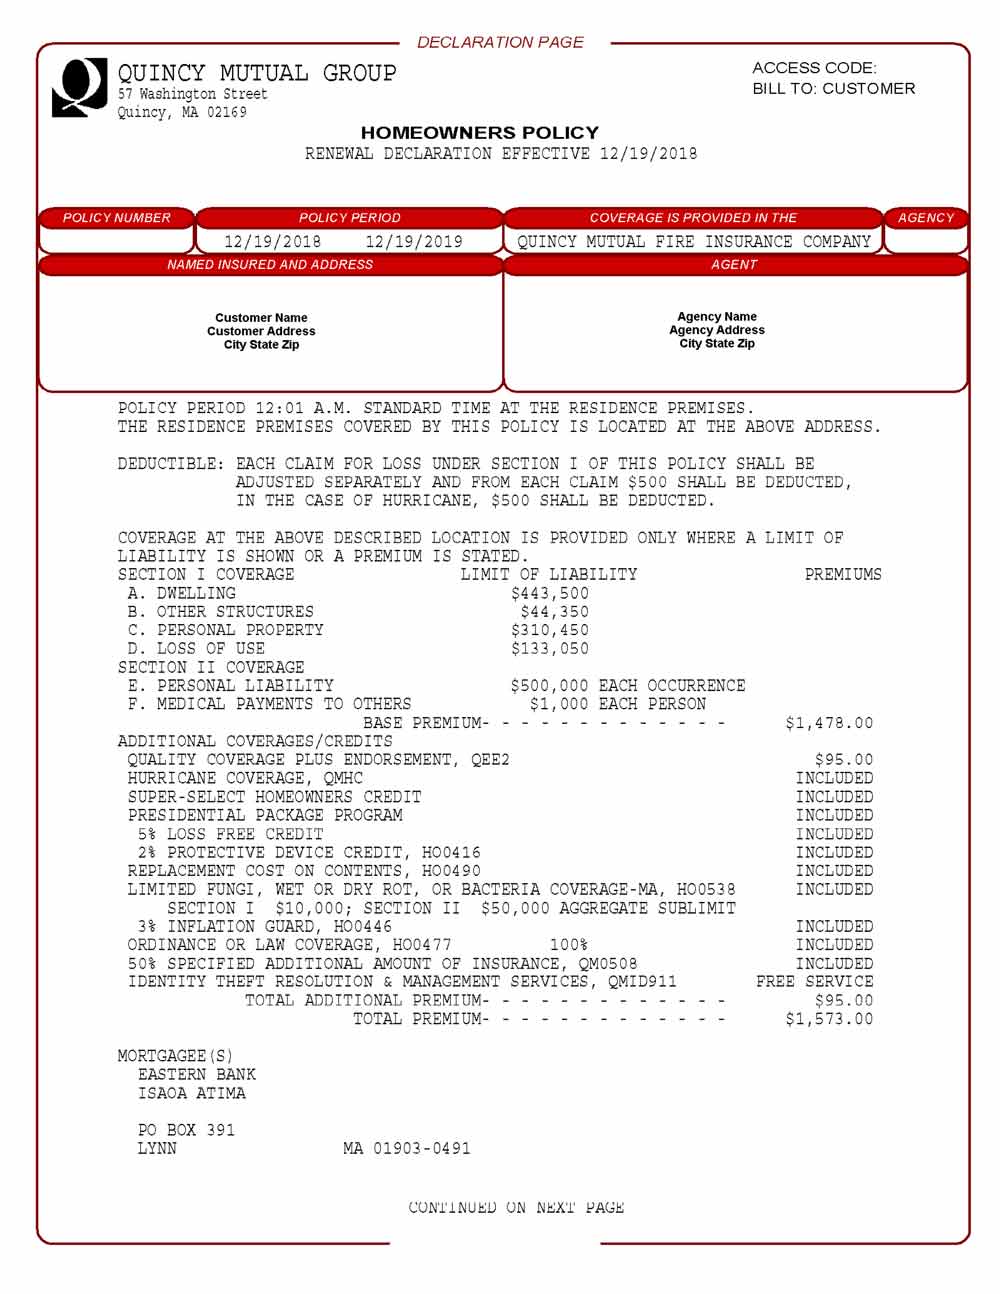 DECLARATION PAGE
QUINCY MUTUAL GROUP
57 Washington Street
Quincy, MA 02169
ACCESS CODE:
BILL TO: CUSTOMER
HOMEOWNERS POLICY
RENEWAL DECLARATION EFFECTIVE 12/19/2018
POLICY NUMBER POLICY PERIOD COVERAGE IS PROVIDED IN THE AGENCY
12/19/2018 12/19/2019 QUINCY MUTUAL FIRE INSURANCE COMPANY
NAMED INSURED AND ADDRESS AGENT
Customer Name
Customer Address
City State Zip
Agency Name
Agency Address
City State Zip
POLICY PERIOD 12:01 A.M. STANDARD TIME AT THE RESIDENCE PREMISES.
THE RESIDENCE PREMISES COVERED BY THIS POLICY IS LOCATED AT THE ABOVE ADDRESS.
DEDUCTIBLE: EACH CLAIM FOR LOSS UNDER SECTION I OF THIS POLICY SHALL BE
ADJUSTED SEPARATELY AND FROM EACH CLAIM $500 SHALL BE DEDUCTED,
IN THE CASE OF HURRICANE, $500 SHALL BE DEDUCTED.
COVERAGE AT THE ABOVE DESCRIBED LOCATION IS PROVIDED ONLY WHERE A LIMIT OF
LIABILITY IS SHOWN OR A PREMIUM IS STATED.
SECTION I COVERAGE LIMIT OF LIABILITY PREMIUMS
A. DWELLING $443,500
B. OTHER STRUCTURES $44,350
C. PERSONAL PROPERTY $310,450
D. LOSS OF USE $133,050
SECTION II COVERAGE
E. PERSONAL LIABILITY $500,000 EACH OCCURRENCE
F. MEDICAL PAYMENTS TO OTHERS $1,000 EACH PERSON
BASE PREMIUM- - - - - - - - - - - - - $1,478.00
ADDITIONAL COVERAGES/CREDITS
QUALITY COVERAGE PLUS ENDORSEMENT, QEE2 $95.00
HURRICANE COVERAGE, QMHC INCLUDED
SUPER-SELECT HOMEOWNERS CREDIT INCLUDED
PRESIDENTIAL PACKAGE PROGRAM INCLUDED
5% LOSS FREE CREDIT INCLUDED
2% PROTECTIVE DEVICE CREDIT, HO0416 INCLUDED
REPLACEMENT COST ON CONTENTS, HO0490 INCLUDED
LIMITED FUNGI, WET OR DRY ROT, OR BACTERIA COVERAGE-MA, HO0538 INCLUDED
SECTION I $10,000; SECTION II $50,000 AGGREGATE SUBLIMIT
3% INFLATION GUARD, HO0446 INCLUDED
ORDINANCE OR LAW COVERAGE, HO0477 100% INCLUDED
50% SPECIFIED ADDITIONAL AMOUNT OF INSURANCE, QM0508 INCLUDED
IDENTITY THEFT RESOLUTION & MANAGEMENT SERVICES, QMID911 FREE SERVICE
TOTAL ADDITIONAL PREMIUM- - - - - - - - - - - - - $95.00
TOTAL PREMIUM- - - - - - - - - - - - - $1,573.00
MORTGAGEE(S)
EASTERN BANK
ISAOA ATIMA
PO BOX 391
LYNN MA 01903-0491
CONTINUED ON NEXT PAGE